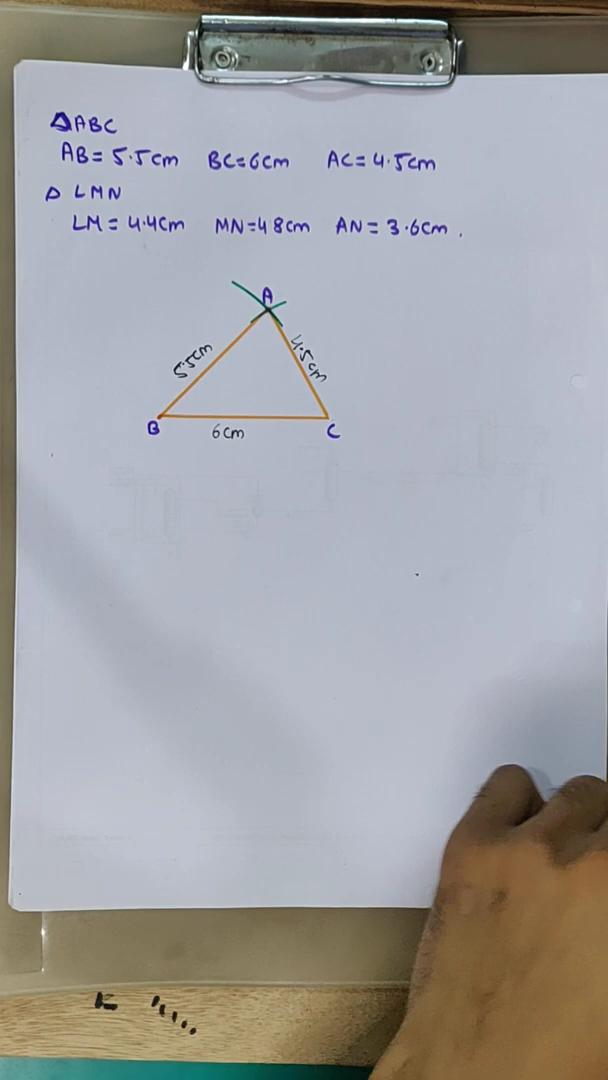 △ABC
AB= 5.5cm BC=6cm AC= 4.5cm
△ LMN
LM= 4.4cm MN=4.8cm AN= 3.6cm.
A
5.5cm
4.5cm
B
6cm
C